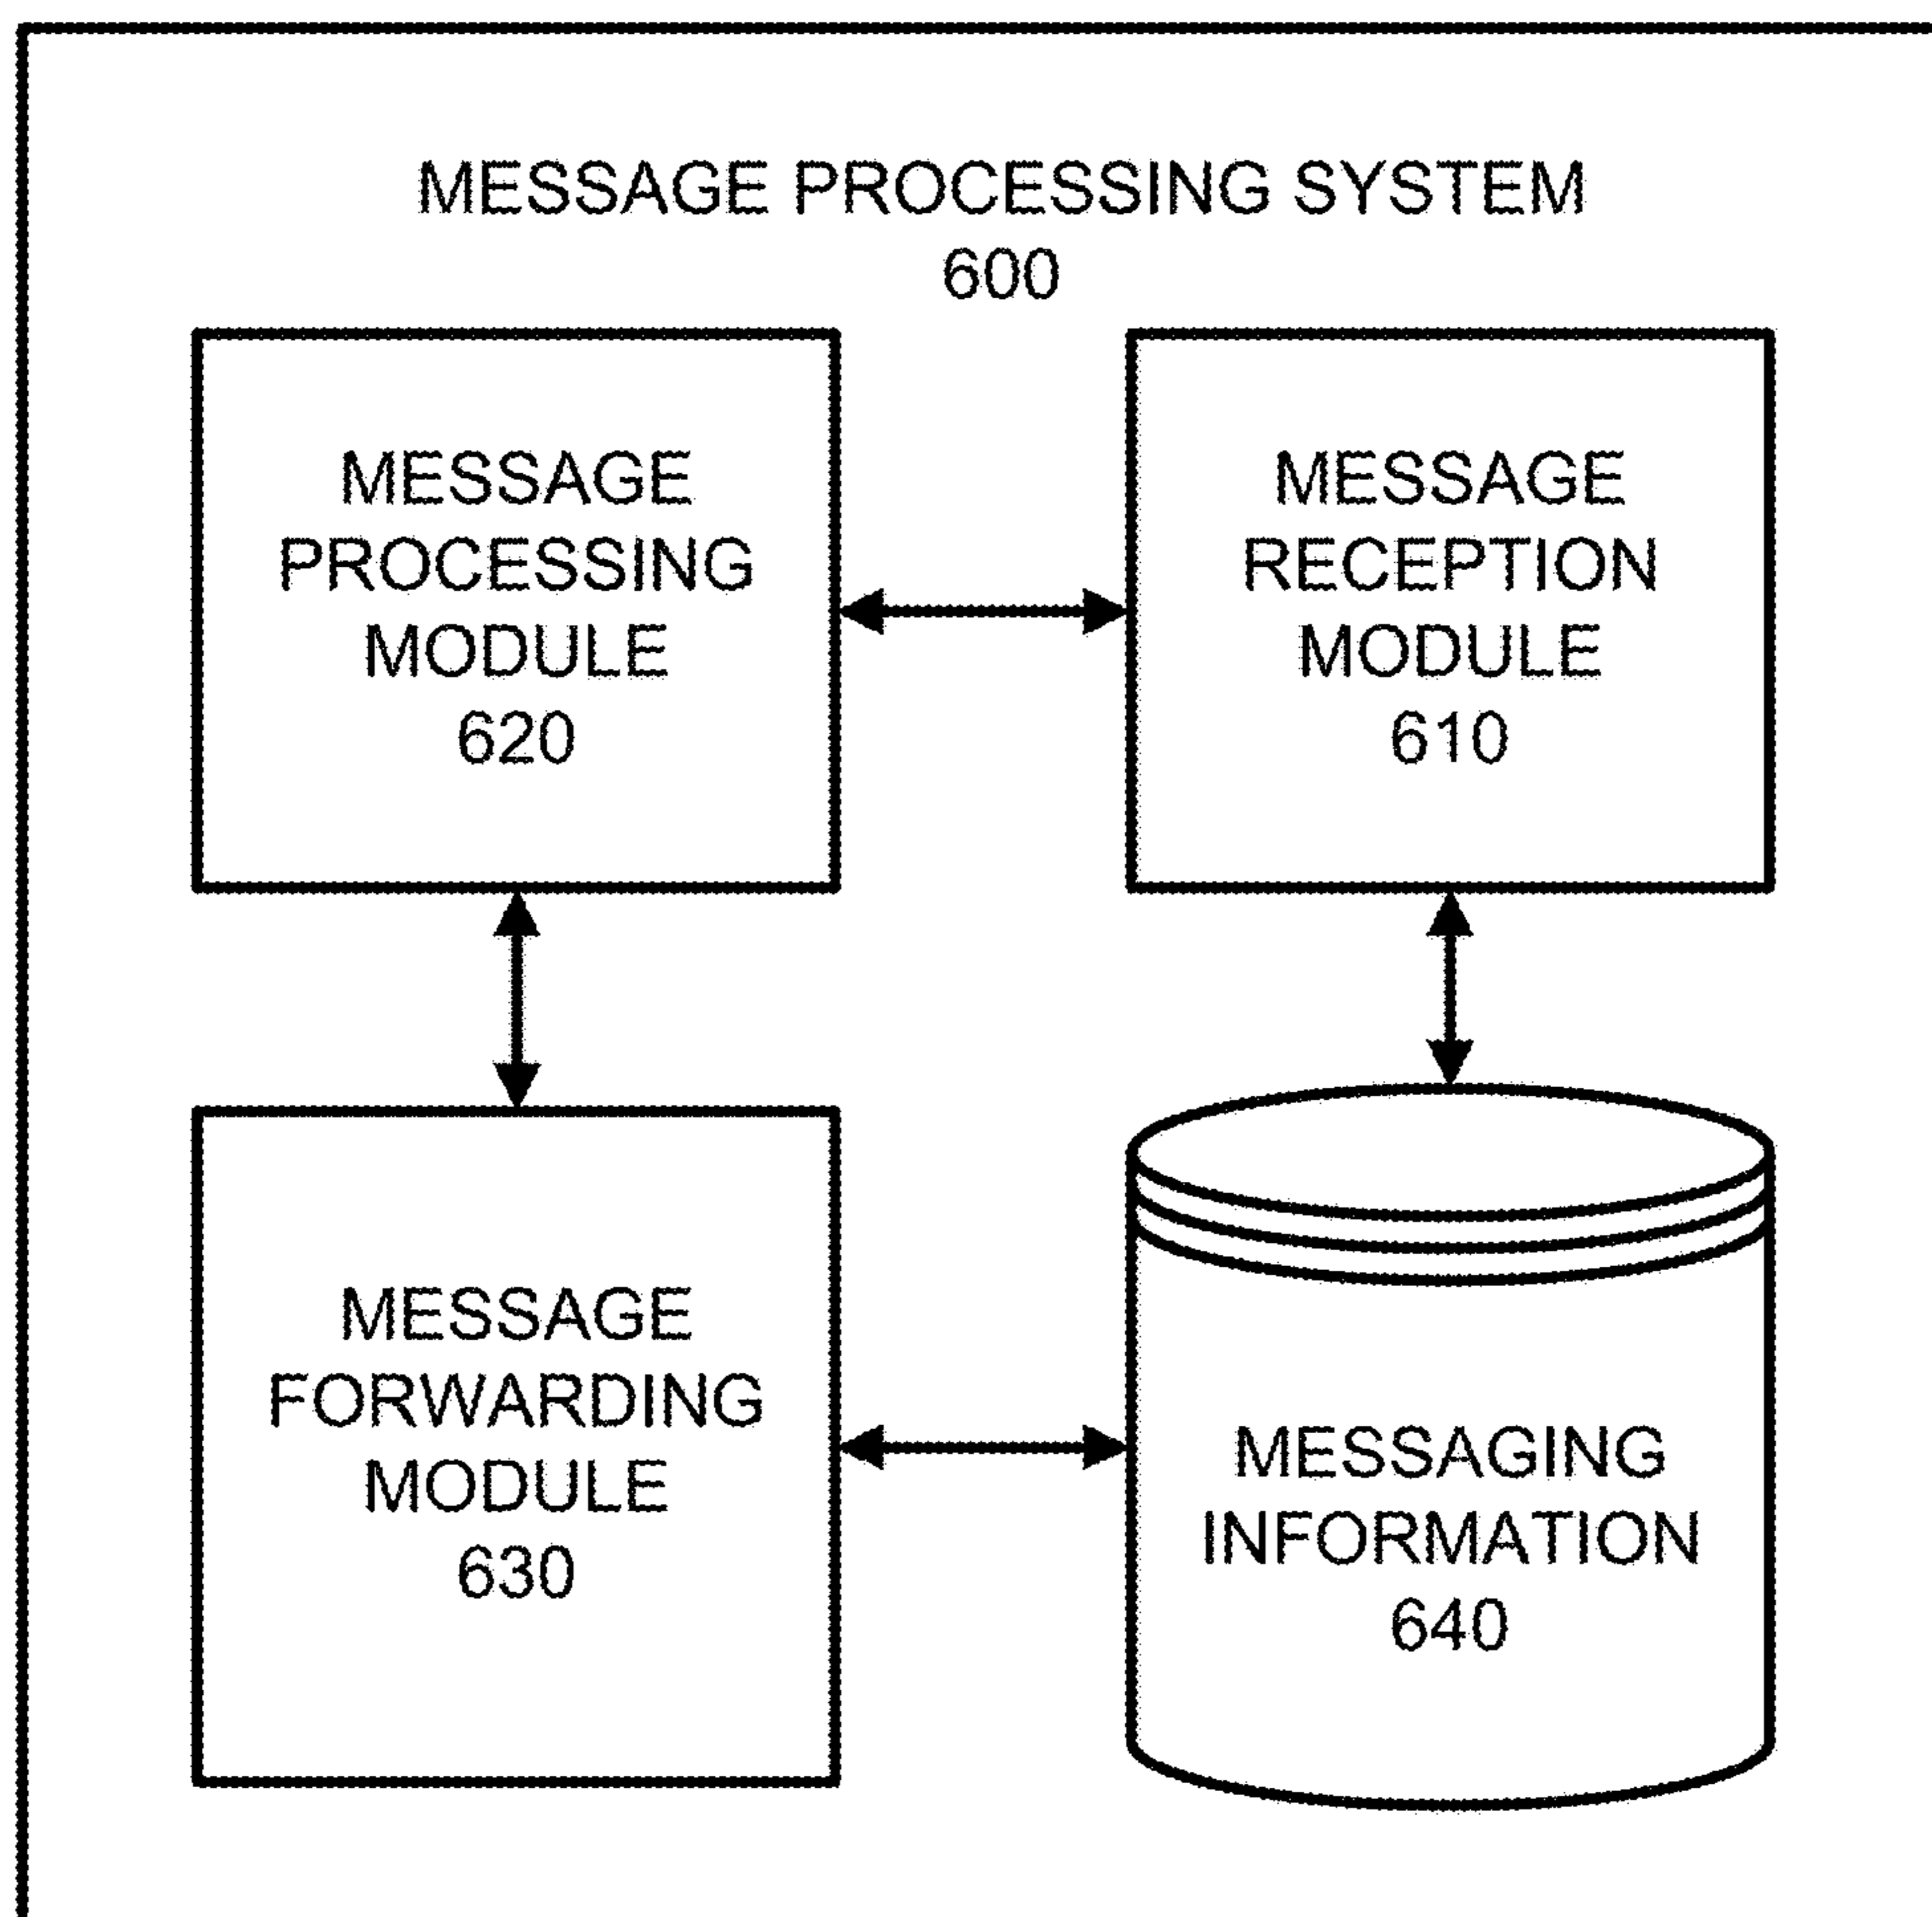 MESSAGE PROCESSING SYSTEM
600
MESSAGE
PROCESSING
MODULE
620
MESSAGE
RECEPTION
MODULE
610
MESSAGE
FORWARDING
MODULE
630
MESSAGING
INFORMATION
640